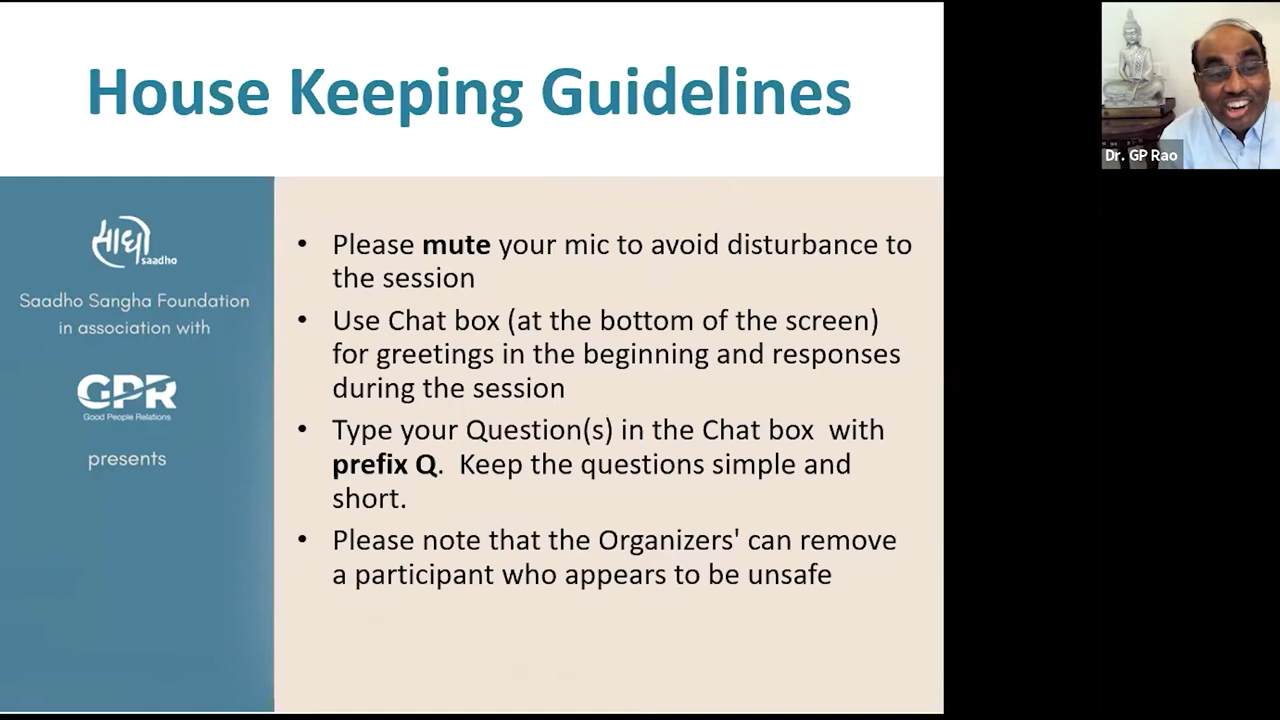 House Keeping Guidelines
Dr. GP Rao
साधो
saadho
Saadho Sangha Foundation
in association with
GPR
Good People Relations
presents
• Please mute your mic to avoid disturbance to
the session
• Use Chat box (at the bottom of the screen)
for greetings in the beginning and responses
during the session
• Type your Question(s) in the Chat box with
prefix Q. Keep the questions simple and
short.
• Please note that the Organizers' can remove
a participant who appears to be unsafe